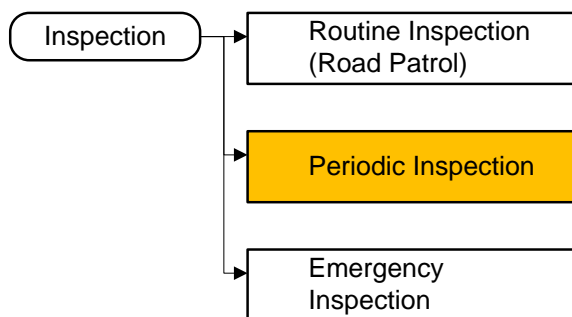 Inspection
Routine Inspection
(Road Patrol)
Periodic Inspection
Emergency
Inspection